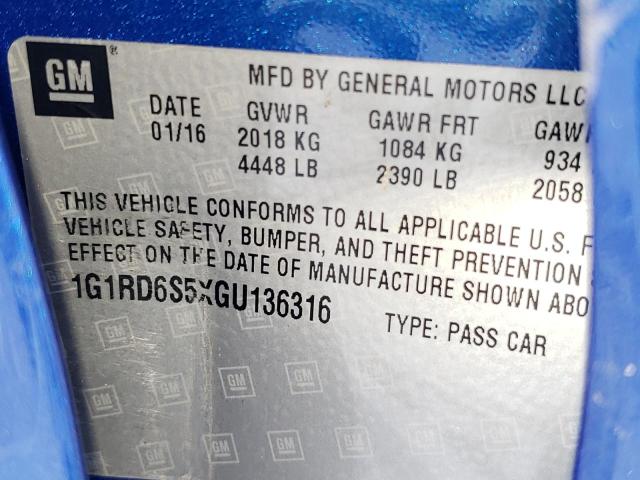 GM
®
MFD BY GENERAL MOTORS LLC
DATE GVWR GAWR FRT GAWR
01/16 2018 KG 1084 KG 934
4448 LB 2390 LB 2058
THIS VEHICLE CONFORMS TO ALL APPLICABLE U.S. F
VEHICLE SAFETY, BUMPER, AND THEFT PREVENTION
EFFECT ON THE DATE OF MANUFACTURE SHOWN ABO
1G1RD6S5XGU136316
TYPE: PASS CAR